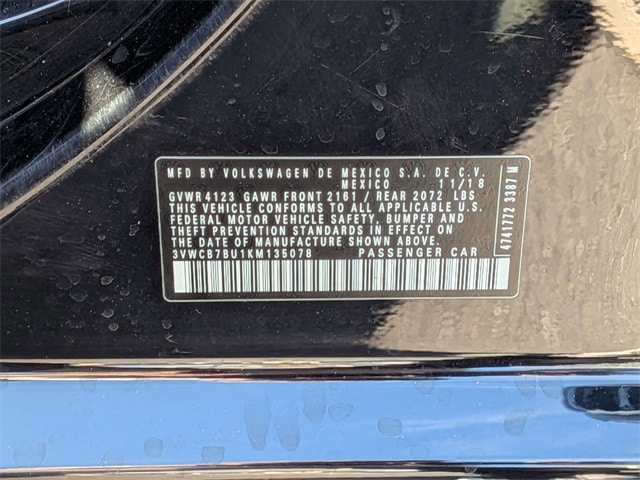 MFD BY VOLKSWAGEN DE MEXICO S.A. DE C.V.
MEXICO 11/18
GVWR 4123 GAWR FRONT 2161 / REAR 2072 LBS
THIS VEHICLE CONFORMS TO ALL APPLICABLE U.S.
FEDERAL MOTOR VEHICLE SAFETY, BUMPER AND
THEFT PREVENTION STANDARDS IN EFFECT ON
THE DATE OF MANUFACTURE SHOWN ABOVE.
3VWCB7BU1KM135078 PASSENGER CAR
4741772 3387 M